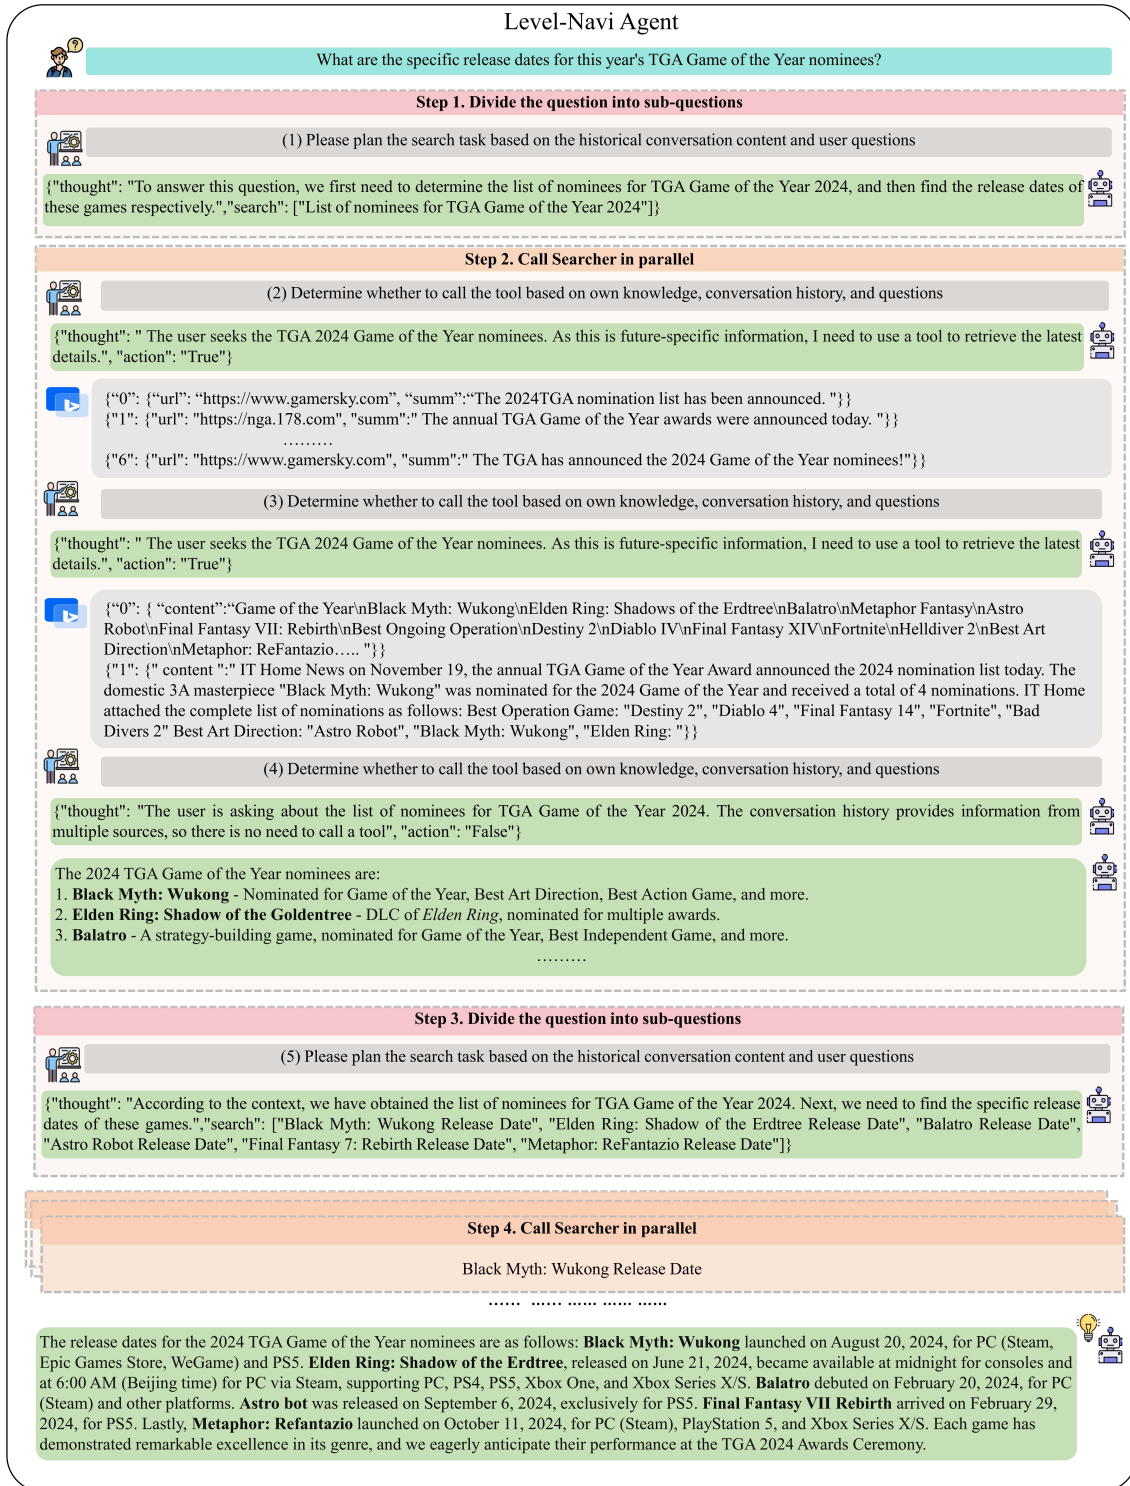 Level-Navi Agent
What are the specific release dates for this year's TGA Game of the Year nominees?
Step 1. Divide the question into sub-questions
(1) Please plan the search task based on the historical conversation content and user questions
{"thought": "To answer this question, we first need to determine the list of nominees for TGA Game of the Year 2024, and then find the release dates of
these games respectively.","search": ["List of nominees for TGA Game of the Year 2024"]}
Step 2. Call Searcher in parallel
(2) Determine whether to call the tool based on own knowledge, conversation history, and questions
{"thought": " The user seeks the TGA 2024 Game of the Year nominees. As this is future-specific information, I need to use a tool to retrieve the latest
details.", "action": "True"}
{“0”: {“url”: “https://www.gamersky.com”, “summ”:“The 2024TGA nomination list has been announced. "}}
{"1": {"url": "https://nga.178.com", "summ":" The annual TGA Game of the Year awards were announced today. "}}
………
{"6": {"url": "https://www.gamersky.com", "summ":" The TGA has announced the 2024 Game of the Year nominees!"}}
(3) Determine whether to call the tool based on own knowledge, conversation history, and questions
{"thought": " The user seeks the TGA 2024 Game of the Year nominees. As this is future-specific information, I need to use a tool to retrieve the latest
details.", "action": "True"}
{“0”: { “content”:“Game of the Year\nBlack Myth: Wukong\nElden Ring: Shadows of the Erdtree\nBalatro\nMetaphor Fantasy\nAstro
Robot\nFinal Fantasy VII: Rebirth\nBest Ongoing Operation\nDestiny 2\nDiablo IV\nFinal Fantasy XIV\nFortnite\nHelldiver 2\nBest Art
Direction\nMetaphor: ReFantazio….. "}}
{"1": {" content ":" IT Home News on November 19, the annual TGA Game of the Year Award announced the 2024 nomination list today. The
domestic 3A masterpiece "Black Myth: Wukong" was nominated for the 2024 Game of the Year and received a total of 4 nominations. IT Home
attached the complete list of nominations as follows: Best Operation Game: "Destiny 2", "Diablo 4", "Final Fantasy 14", "Fortnite", "Bad
Divers 2" Best Art Direction: "Astro Robot", "Black Myth: Wukong", "Elden Ring: "}}
(4) Determine whether to call the tool based on own knowledge, conversation history, and questions
{"thought": "The user is asking about the list of nominees for TGA Game of the Year 2024. The conversation history provides information from
multiple sources, so there is no need to call a tool", "action": "False"}
The 2024 TGA Game of the Year nominees are:
1. Black Myth: Wukong - Nominated for Game of the Year, Best Art Direction, Best Action Game, and more.
2. Elden Ring: Shadow of the Goldentree - DLC of Elden Ring, nominated for multiple awards.
3. Balatro - A strategy-building game, nominated for Game of the Year, Best Independent Game, and more.
………
Step 3. Divide the question into sub-questions
(5) Please plan the search task based on the historical conversation content and user questions
{"thought": "According to the context, we have obtained the list of nominees for TGA Game of the Year 2024. Next, we need to find the specific release
dates of these games.","search": ["Black Myth: Wukong Release Date", "Elden Ring: Shadow of the Erdtree Release Date", "Balatro Release Date",
"Astro Robot Release Date", "Final Fantasy 7: Rebirth Release Date", "Metaphor: ReFantazio Release Date"]}
Step 4. Call Searcher in parallel
Black Myth: Wukong Release Date
…… …… …… …… ……
The release dates for the 2024 TGA Game of the Year nominees are as follows: Black Myth: Wukong launched on August 20, 2024, for PC (Steam,
Epic Games Store, WeGame) and PS5. Elden Ring: Shadow of the Erdtree, released on June 21, 2024, became available at midnight for consoles and
at 6:00 AM (Beijing time) for PC via Steam, supporting PC, PS4, PS5, Xbox One, and Xbox Series X/S. Balatro debuted on February 20, 2024, for PC
(Steam) and other platforms. Astro bot was released on September 6, 2024, exclusively for PS5. Final Fantasy VII Rebirth arrived on February 29,
2024, for PS5. Lastly, Metaphor: Refantazio launched on October 11, 2024, for PC (Steam), PlayStation 5, and Xbox Series X/S. Each game has
demonstrated remarkable excellence in its genre, and we eagerly anticipate their performance at the TGA 2024 Awards Ceremony.